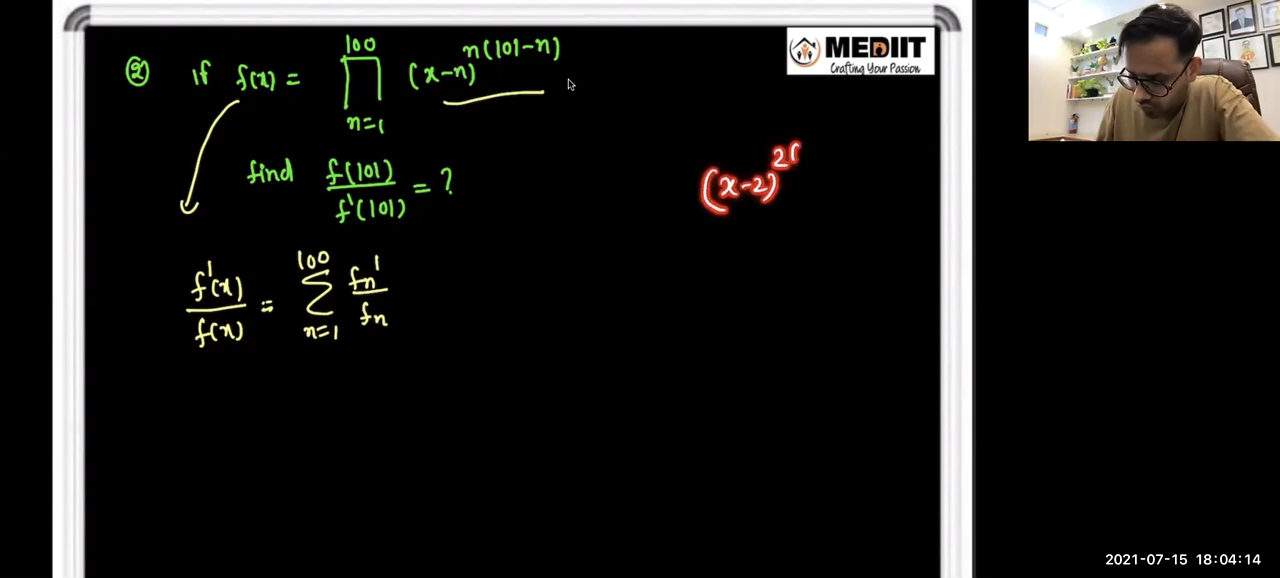 ② If f(x) = ∏_{n=1}^{100} (x-n)^{n(101-n)}
find f(101)/f'(101) = ?
(x-2)^{2(
f'(x)/f(x) = ∑_{n=1}^{100} fn'/fn
MEDIIT
Crafting Your Passion
2021-07-15 18:04:14